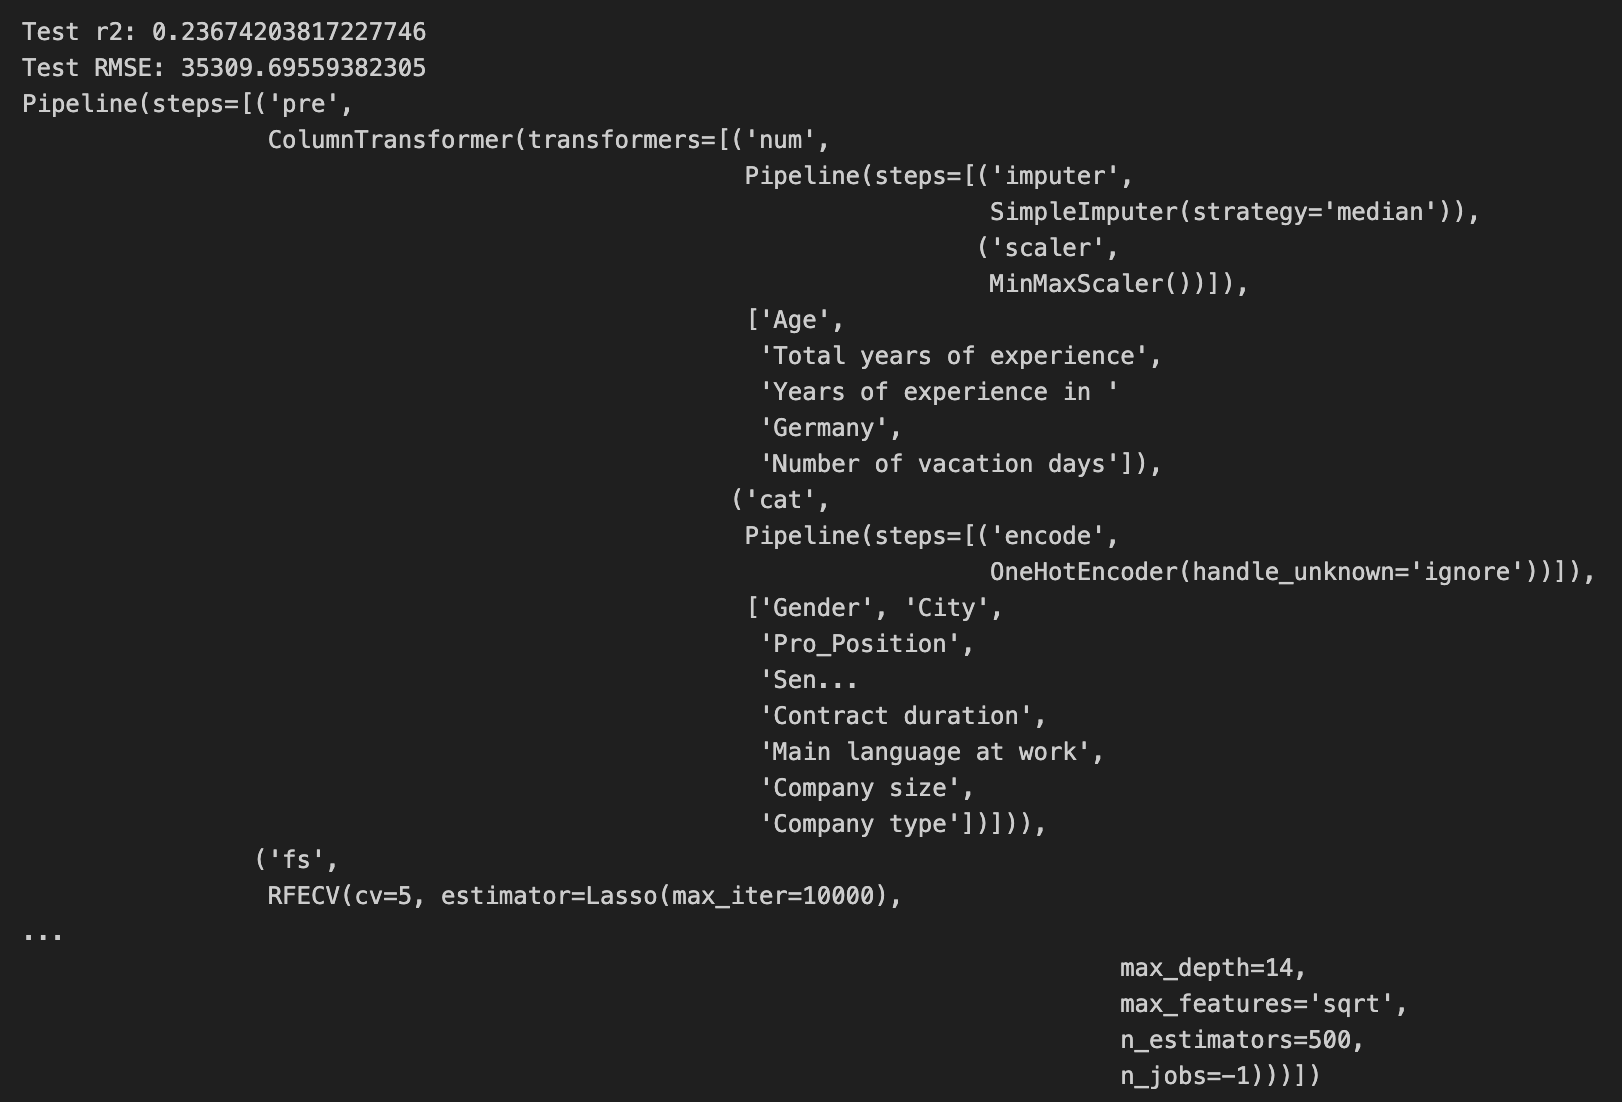 Test r2: 0.23674203817227746
Test RMSE: 35309.69559382305
Pipeline(steps=[('pre',
ColumnTransformer(transformers=[('num',
Pipeline(steps=[('imputer',
SimpleImputer(strategy='median')),
('scaler',
MinMaxScaler())]),
['Age',
'Total years of experience',
'Years of experience in '
'Germany',
'Number of vacation days']),
('cat',
Pipeline(steps=[('encode',
OneHotEncoder(handle_unknown='ignore'))]),
['Gender', 'City',
'Pro_Position',
'Sen...
'Contract duration',
'Main language at work',
'Company size',
'Company type'])])),
('fs',
RFECV(cv=5, estimator=Lasso(max_iter=10000),
...
max_depth=14,
max_features='sqrt',
n_estimators=500,
n_jobs=-1)))])